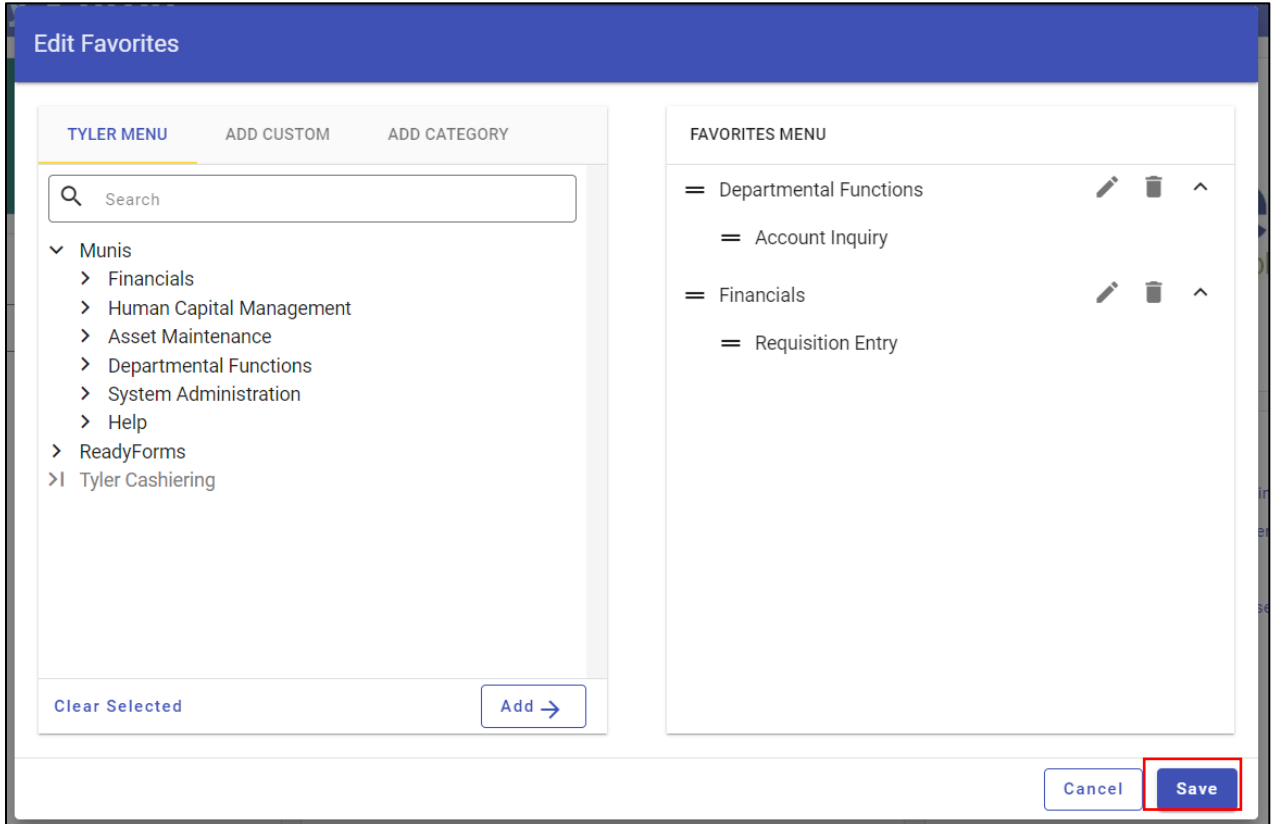 Edit Favorites
TYLER MENU ADD CUSTOM ADD CATEGORY
Search
Munis
Financials
Human Capital Management
Asset Maintenance
Departmental Functions
System Administration
Help
ReadyForms
Tyler Cashiering
Clear Selected Add
FAVORITES MENU
Departmental Functions
Account Inquiry
Financials
Requisition Entry
Cancel Save